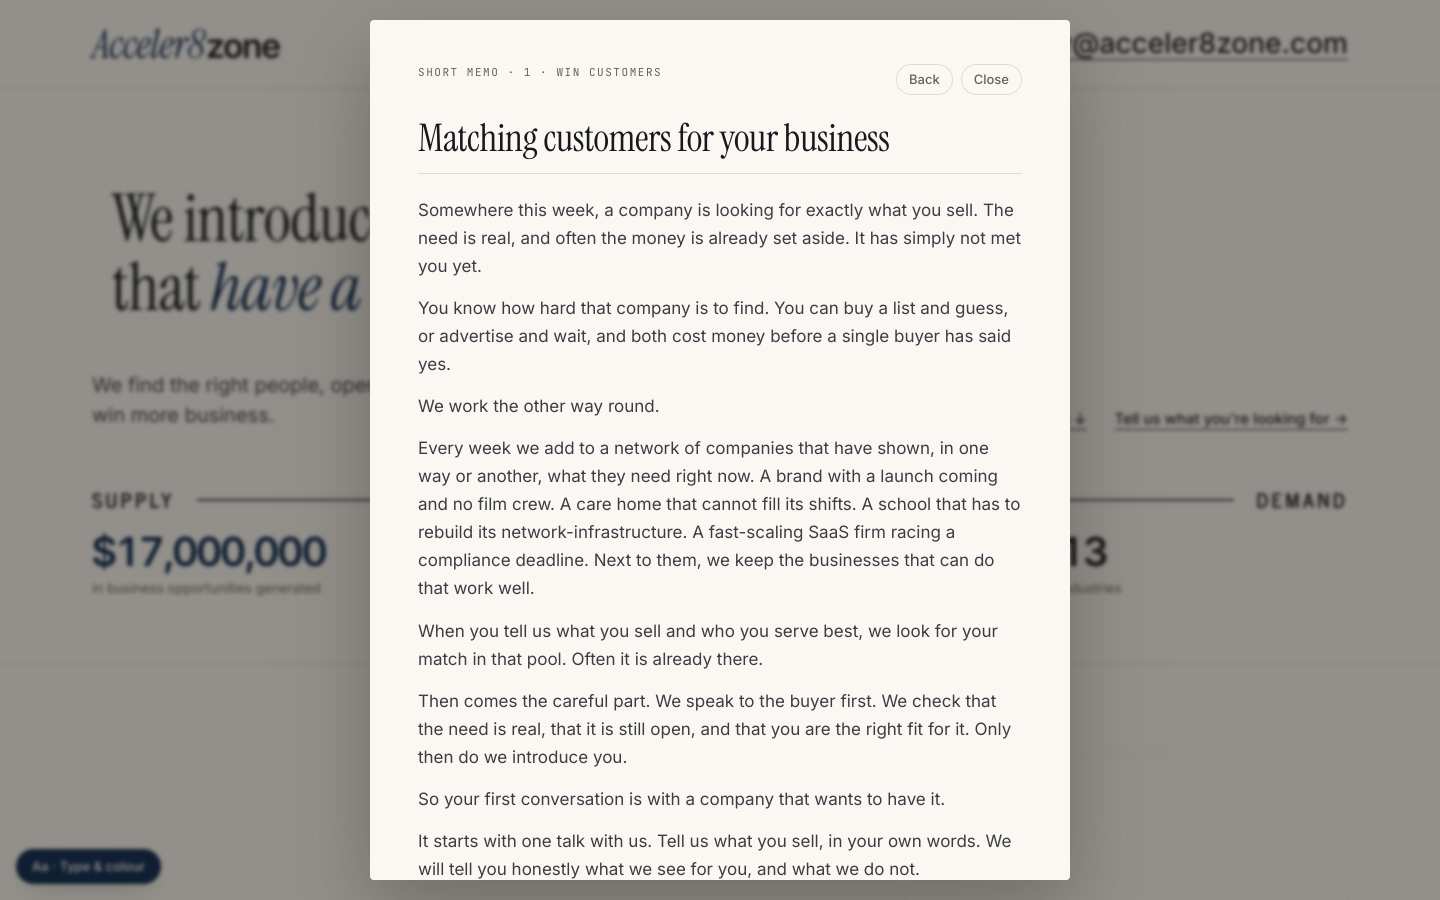 Acceler8zone
@acceler8zone.com
SHORT MEMO · 1 · WIN CUSTOMERS
Back
Close
Matching customers for your business
Somewhere this week, a company is looking for exactly what you sell. The
need is real, and often the money is already set aside. It has simply not met
you yet.
You know how hard that company is to find. You can buy a list and guess,
or advertise and wait, and both cost money before a single buyer has said
yes.
We work the other way round.
Every week we add to a network of companies that have shown, in one
way or another, what they need right now. A brand with a launch coming
and no film crew. A care home that cannot fill its shifts. A school that has to
rebuild its network-infrastructure. A fast-scaling SaaS firm racing a
compliance deadline. Next to them, we keep the businesses that can do
that work well.
When you tell us what you sell and who you serve best, we look for your
match in that pool. Often it is already there.
Then comes the careful part. We speak to the buyer first. We check that
the need is real, that it is still open, and that you are the right fit for it. Only
then do we introduce you.
So your first conversation is with a company that wants to have it.
It starts with one talk with us. Tell us what you sell, in your own words. We
will tell you honestly what we see for you, and what we do not.
We introduc
that have a
We find the right people, oper
win more business.
↓
Tell us what you're looking for →
SUPPLY
DEMAND
$17,000,000
13
in business opportunities generated
dustries
Aa · Type & colour